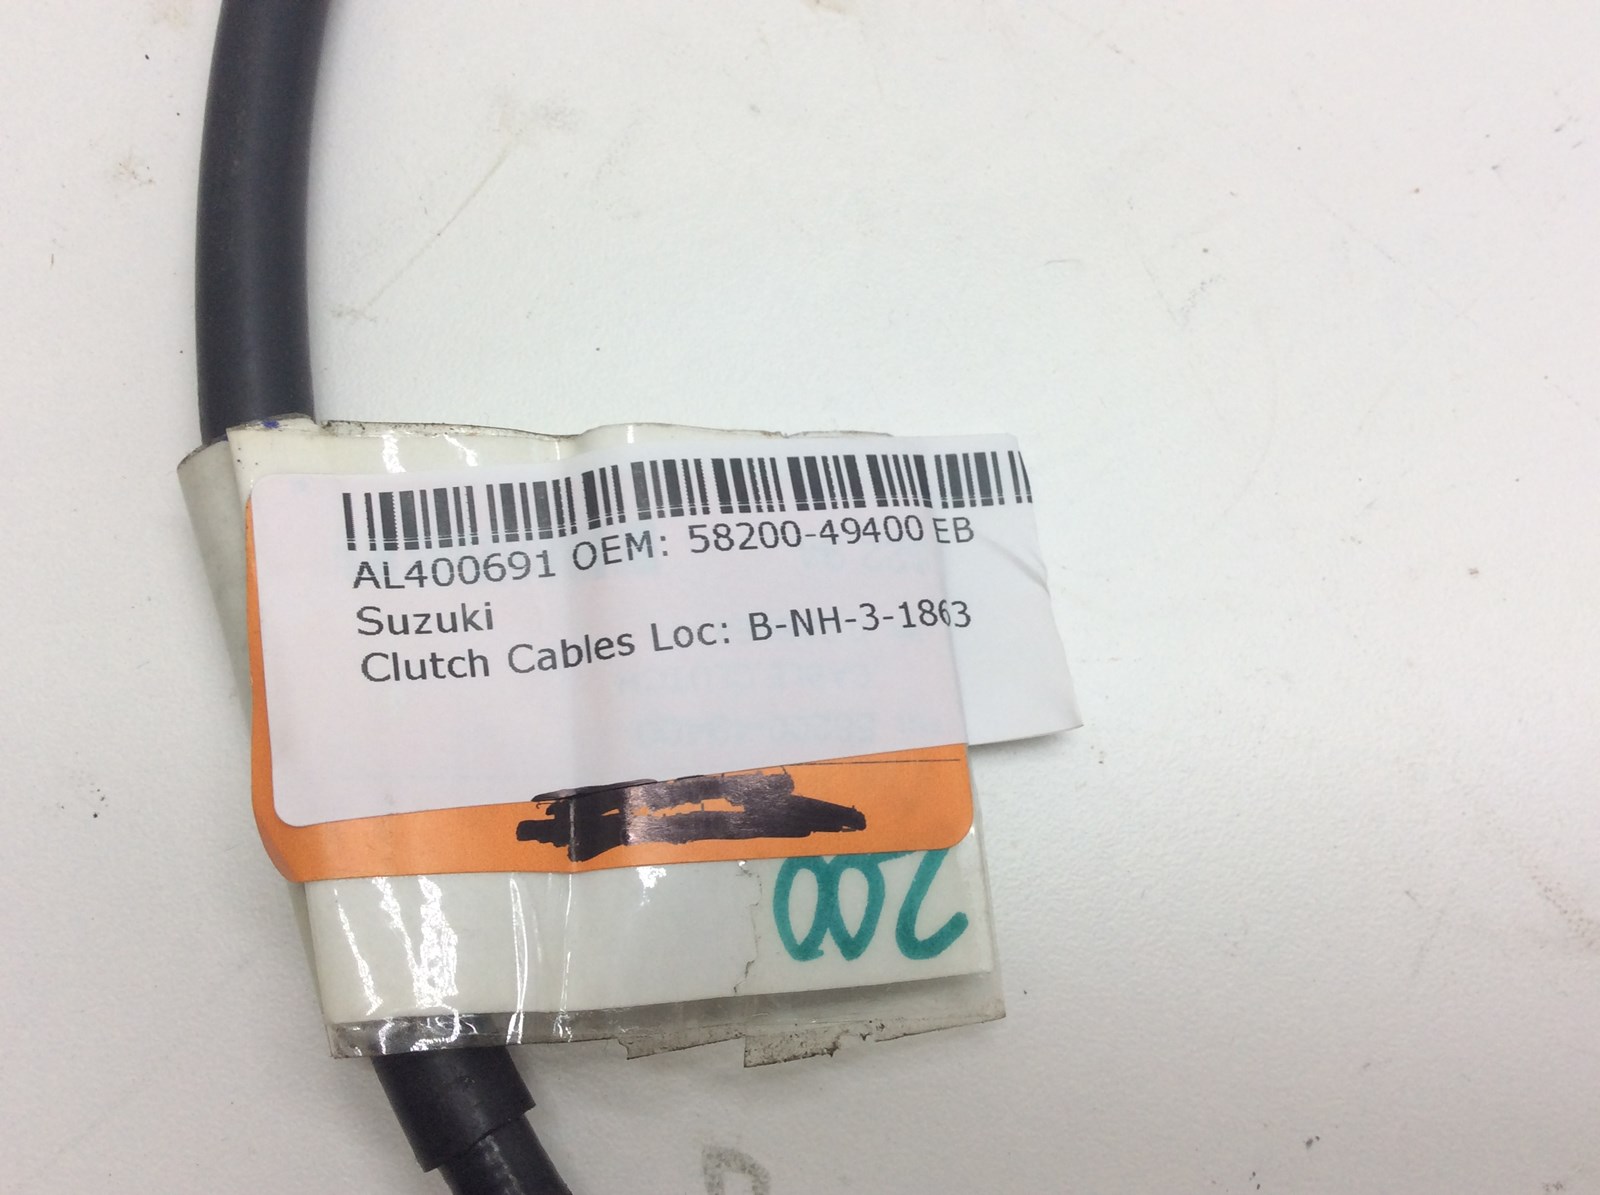 AL400691 OEM: 58200-49400 EB
Suzuki
Clutch Cables Loc: B-NH-3-1863
200